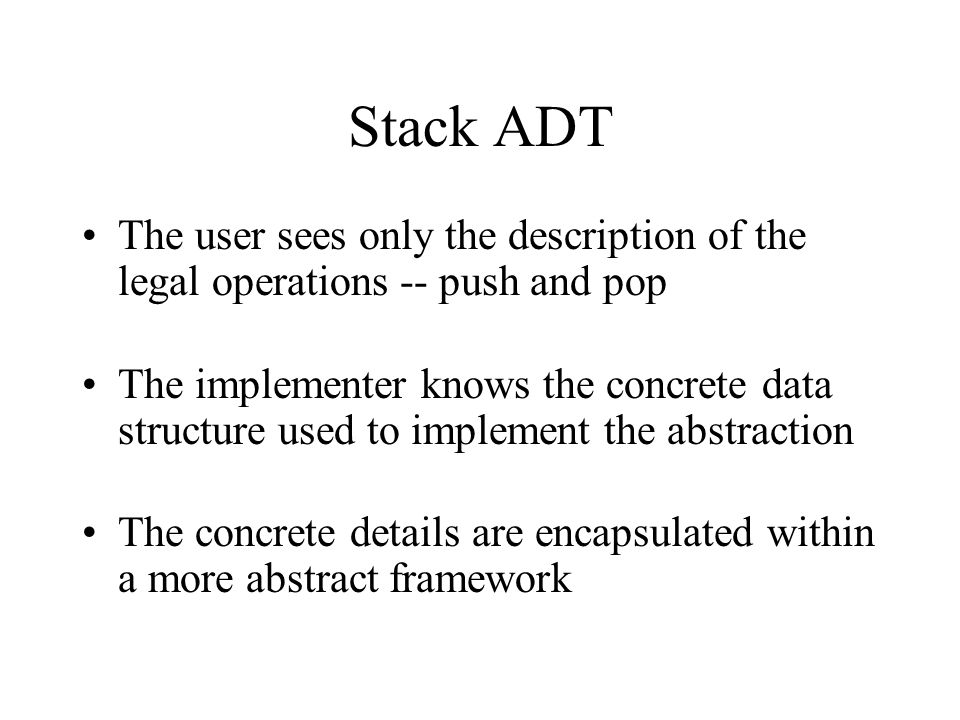 Stack ADT
• The user sees only the description of the
legal operations -- push and pop
• The implementer knows the concrete data
structure used to implement the abstraction
• The concrete details are encapsulated within
a more abstract framework